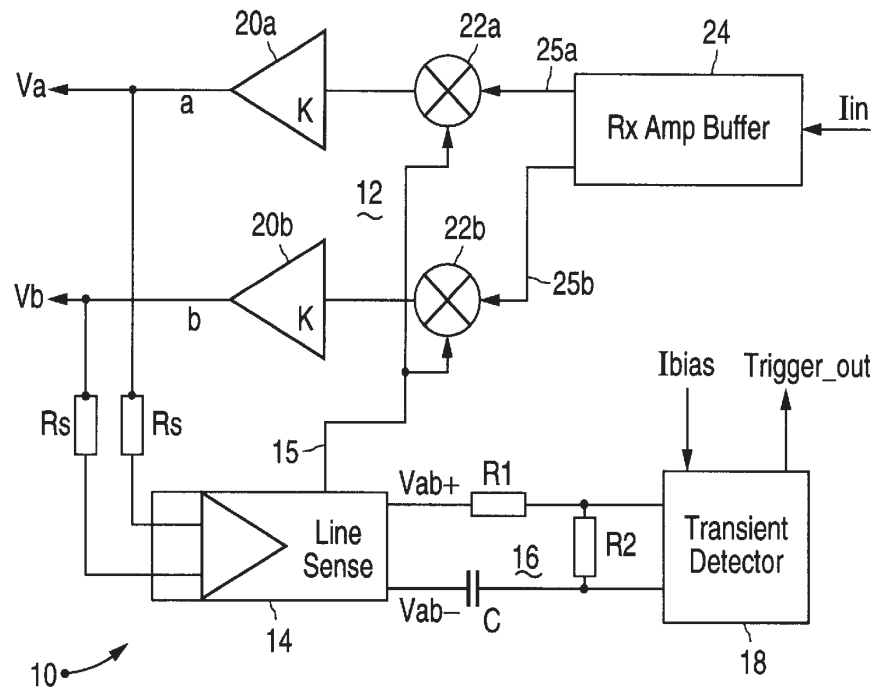 20a
22a
25a
24
Va
a
K
Rx Amp Buffer
Iin
12
20b
22b
25b
Vb
b
K
Ibias
Trigger_out
Rs
Rs
15
Vab+
R1
Line
Sense
16
R2
Transient
Detector
Vab−
C
14
18
10